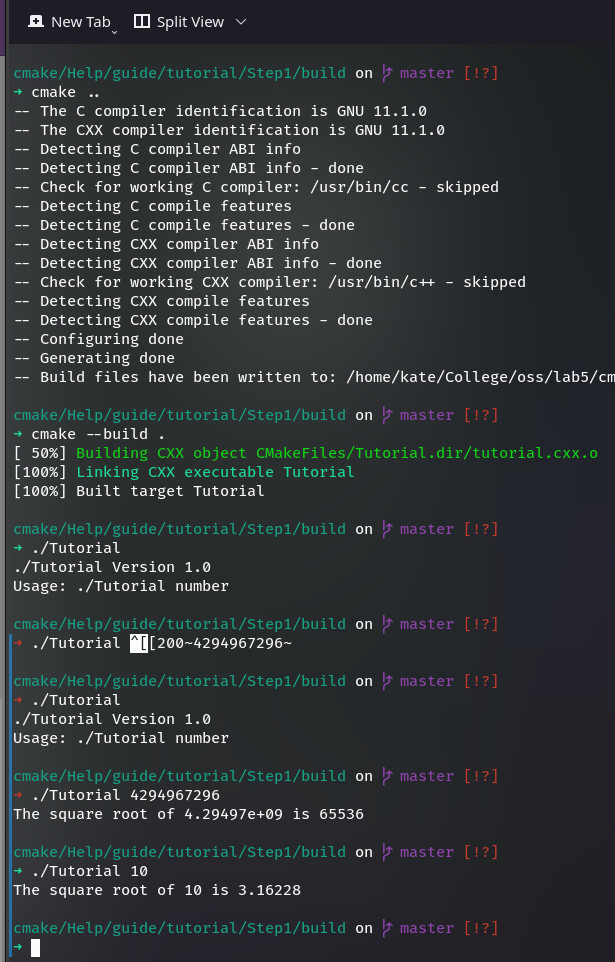 New Tab Split View
cmake/Help/guide/tutorial/Step1/build on master [!?]
➜ cmake ..
-- The C compiler identification is GNU 11.1.0
-- The CXX compiler identification is GNU 11.1.0
-- Detecting C compiler ABI info
-- Detecting C compiler ABI info - done
-- Check for working C compiler: /usr/bin/cc - skipped
-- Detecting C compile features
-- Detecting C compile features - done
-- Detecting CXX compiler ABI info
-- Detecting CXX compiler ABI info - done
-- Check for working CXX compiler: /usr/bin/c++ - skipped
-- Detecting CXX compile features
-- Detecting CXX compile features - done
-- Configuring done
-- Generating done
-- Build files have been written to: /home/kate/College/oss/lab5/cm
cmake/Help/guide/tutorial/Step1/build on master [!?]
➜ cmake --build .
[ 50%] Building CXX object CMakeFiles/Tutorial.dir/tutorial.cxx.o
[100%] Linking CXX executable Tutorial
[100%] Built target Tutorial
cmake/Help/guide/tutorial/Step1/build on master [!?]
➜ ./Tutorial
./Tutorial Version 1.0
Usage: ./Tutorial number
cmake/Help/guide/tutorial/Step1/build on master [!?]
➜ ./Tutorial ^[[200~4294967296~
cmake/Help/guide/tutorial/Step1/build on master [!?]
➜ ./Tutorial
./Tutorial Version 1.0
Usage: ./Tutorial number
cmake/Help/guide/tutorial/Step1/build on master [!?]
➜ ./Tutorial 4294967296
The square root of 4.29497e+09 is 65536
cmake/Help/guide/tutorial/Step1/build on master [!?]
➜ ./Tutorial 10
The square root of 10 is 3.16228
cmake/Help/guide/tutorial/Step1/build on master [!?]
➜